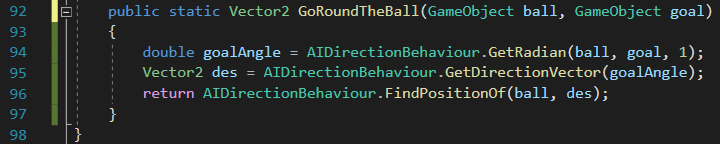 92 public static Vector2 GoRoundTheBall(GameObject ball, GameObject goal)
93 {
94 double goalAngle = AIDirectionBehaviour.GetRadian(ball, goal, 1);
95 Vector2 des = AIDirectionBehaviour.GetDirectionVector(goalAngle);
96 return AIDirectionBehaviour.FindPositionOf(ball, des);
97 }
98 }